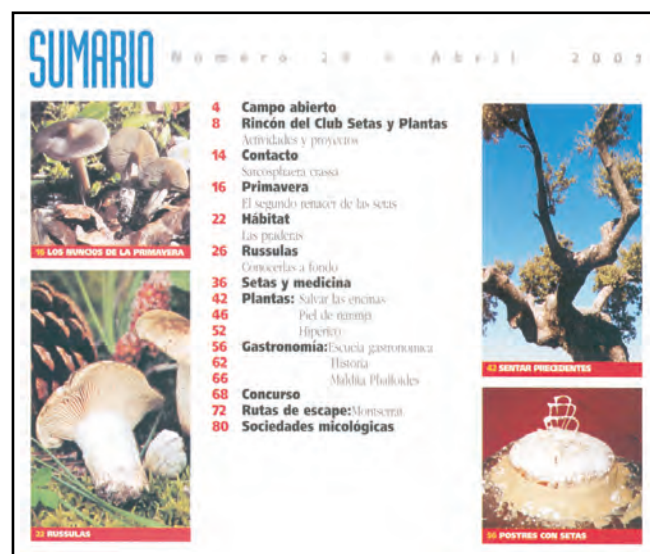 SUMARIO
Número 20 Abril 2001
4 Campo abierto
8 Rincón del Club Setas y Plantas
Actividades y proyectos
14 Contacto
Sarcosphaera crassa
16 Primavera
El segundo renacer de las setas
22 Hábitat
Las praderas
26 Russulas
Conocerlas a fondo
36 Setas y medicina
42 Plantas: Salvar las encinas
46 Piel de naranja
52 Hipérico
56 Gastronomía: Escuela gastronómica
62 Historia
66 Maldita Phalloides
68 Concurso
72 Rutas de escape: Montserrat
80 Sociedades micológicas
16 LOS NUNCIOS DE LA PRIMAVERA
RUSSULAS
42 SENTAR PRECEDENTES
56 POSTRES CON SETAS